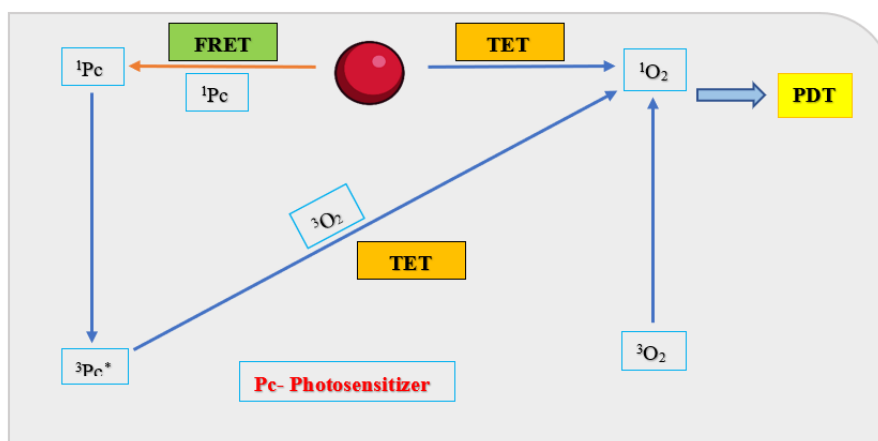 FRET
TET
¹Pc
¹Pc
¹O₂
PDT
³O₂
TET
³O₂
³Pc*
Pc- Photosensitizer